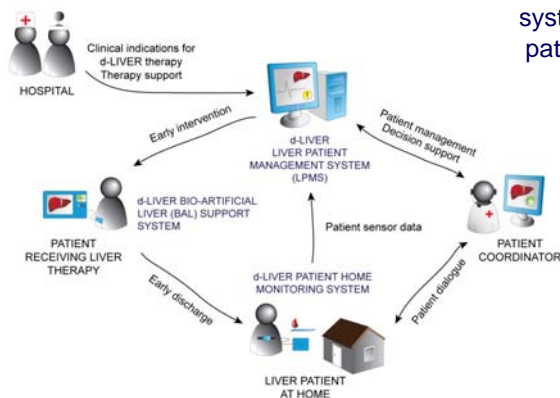 syst
pat
Clinical indications for
d-LIVER therapy
Therapy support
HOSPITAL
Early intervention
d-LIVER
LIVER PATIENT
MANAGEMENT SYSTEM
(LPMS)
Patient management
Decision support
d-LIVER BIO-ARTIFICIAL
LIVER (BAL) SUPPORT
SYSTEM
PATIENT
RECEIVING LIVER
THERAPY
Patient sensor data
PATIENT
COORDINATOR
Early discharge
d-LIVER PATIENT HOME
MONITORING SYSTEM
Patient dialogue
LIVER PATIENT
AT HOME